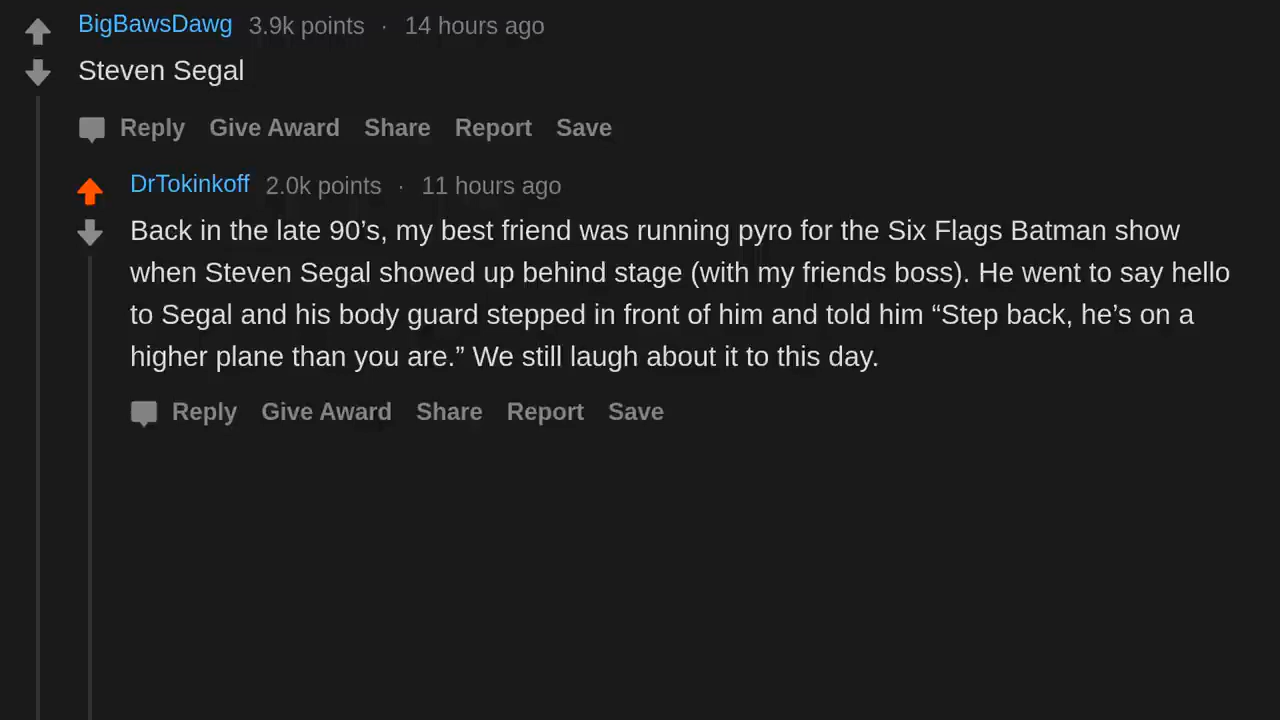 BigBawsDawg 3.9k points · 14 hours ago
Steven Segal
Reply Give Award Share Report Save
DrTokinkoff 2.0k points · 11 hours ago
Back in the late 90’s, my best friend was running pyro for the Six Flags Batman show
when Steven Segal showed up behind stage (with my friends boss). He went to say hello
to Segal and his body guard stepped in front of him and told him “Step back, he’s on a
higher plane than you are.” We still laugh about it to this day.
Reply Give Award Share Report Save